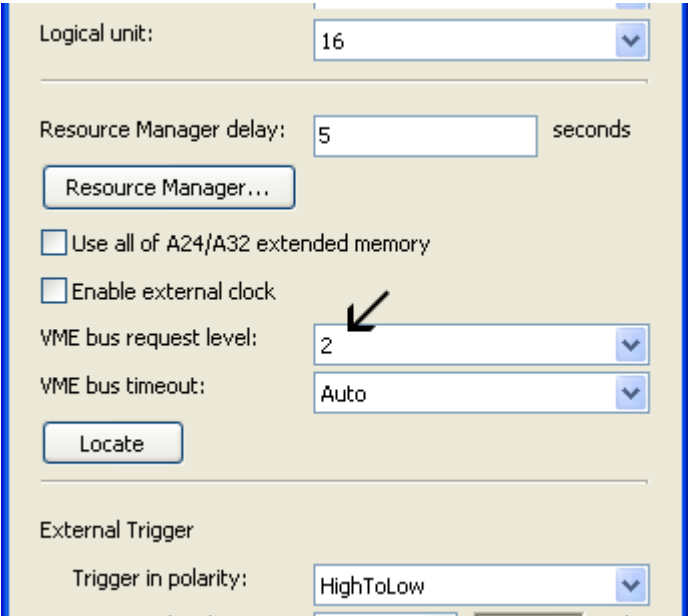 Logical unit: 16
Resource Manager delay: 5 seconds
Resource Manager...
Use all of A24/A32 extended memory
Enable external clock
VME bus request level: 2
VME bus timeout: Auto
Locate
External Trigger
Trigger in polarity: HighToLow